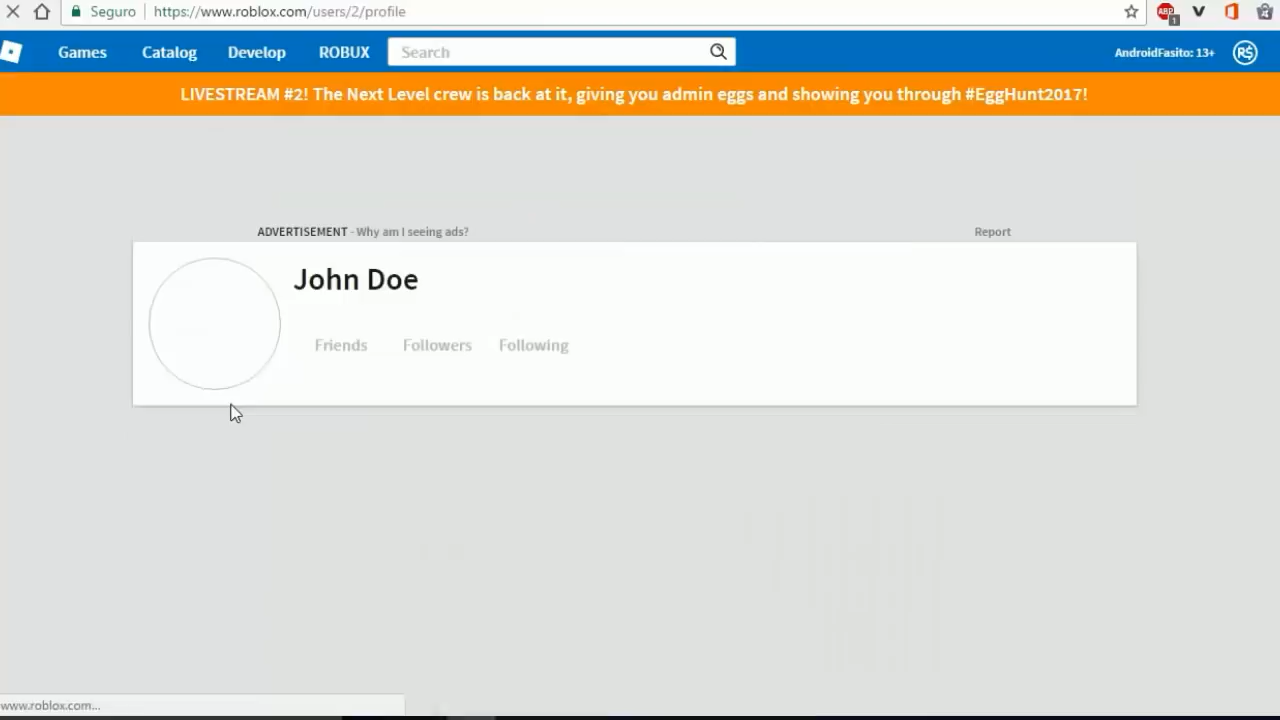 Seguro https://www.roblox.com/users/2/profile
ABP
1
Games Catalog Develop ROBUX Search AndroidFasito: 13+ R$
LIVESTREAM #2! The Next Level crew is back at it, giving you admin eggs and showing you through #EggHunt2017!
ADVERTISEMENT - Why am I seeing ads? Report
John Doe
Friends Followers Following
www.roblox.com...